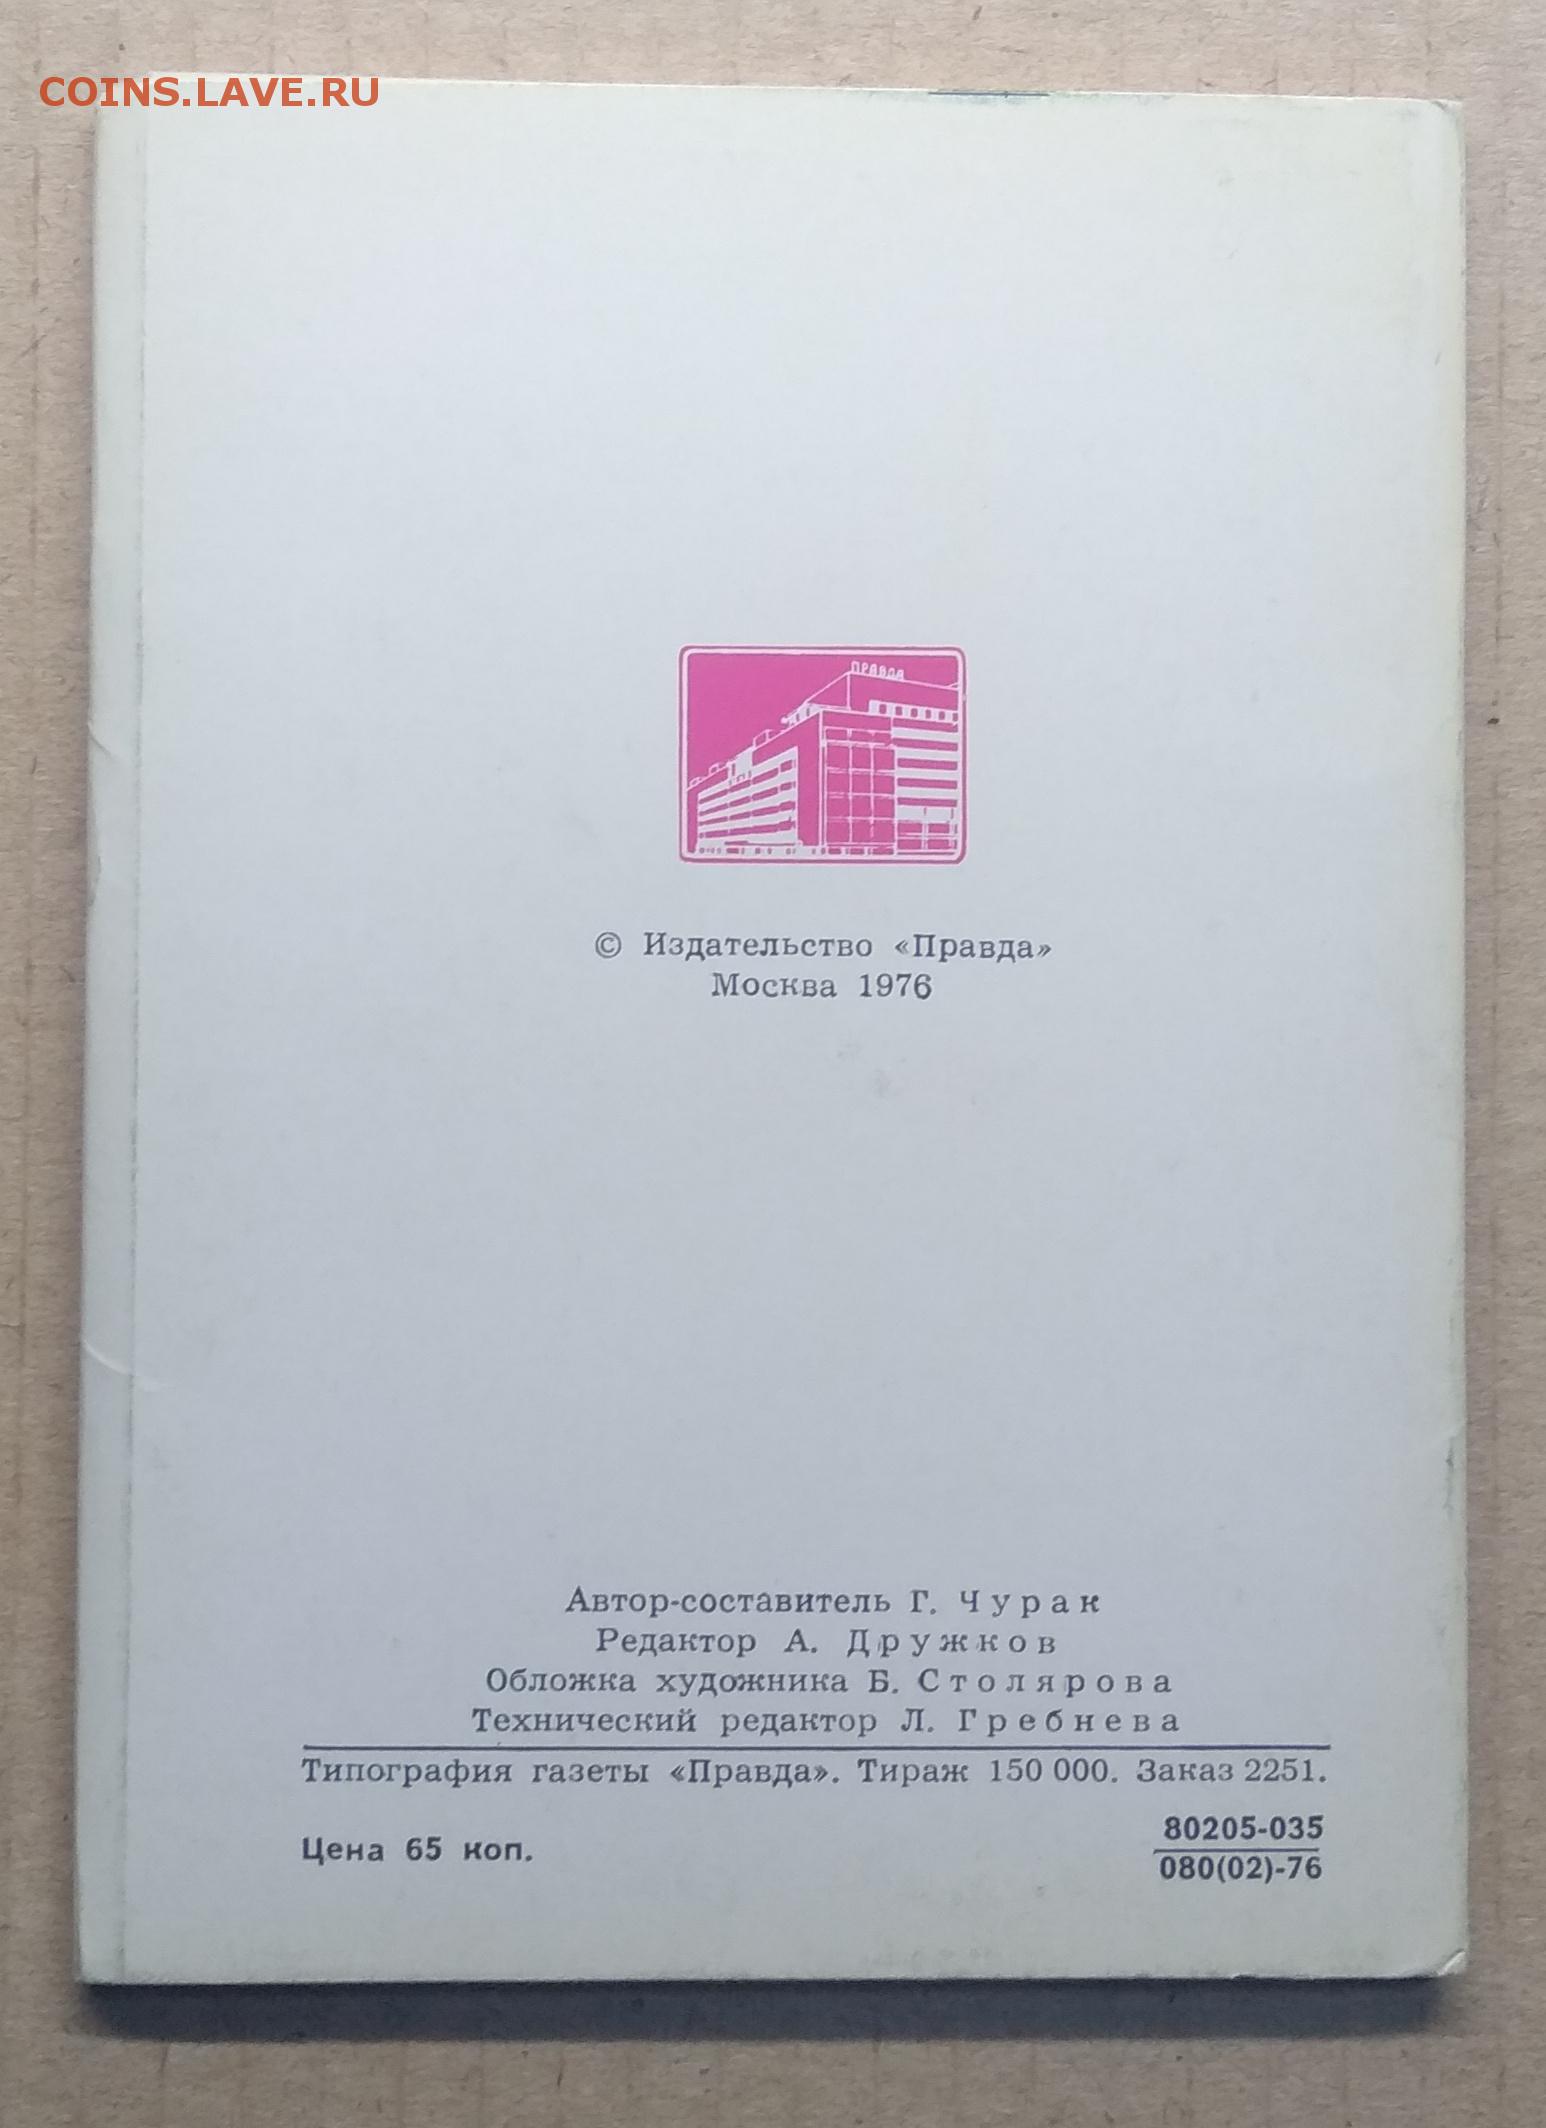 COINS.LAVE.RU
ПРАВДА
© Издательство «Правда»
Москва 1976
Автор-составитель Г. Чурак
Редактор А. Дружков
Обложка художника Б. Столярова
Технический редактор Л. Гребнева
Типография газеты «Правда». Тираж 150 000. Заказ 2251.
Цена 65 коп.
80205-035
080(02)-76